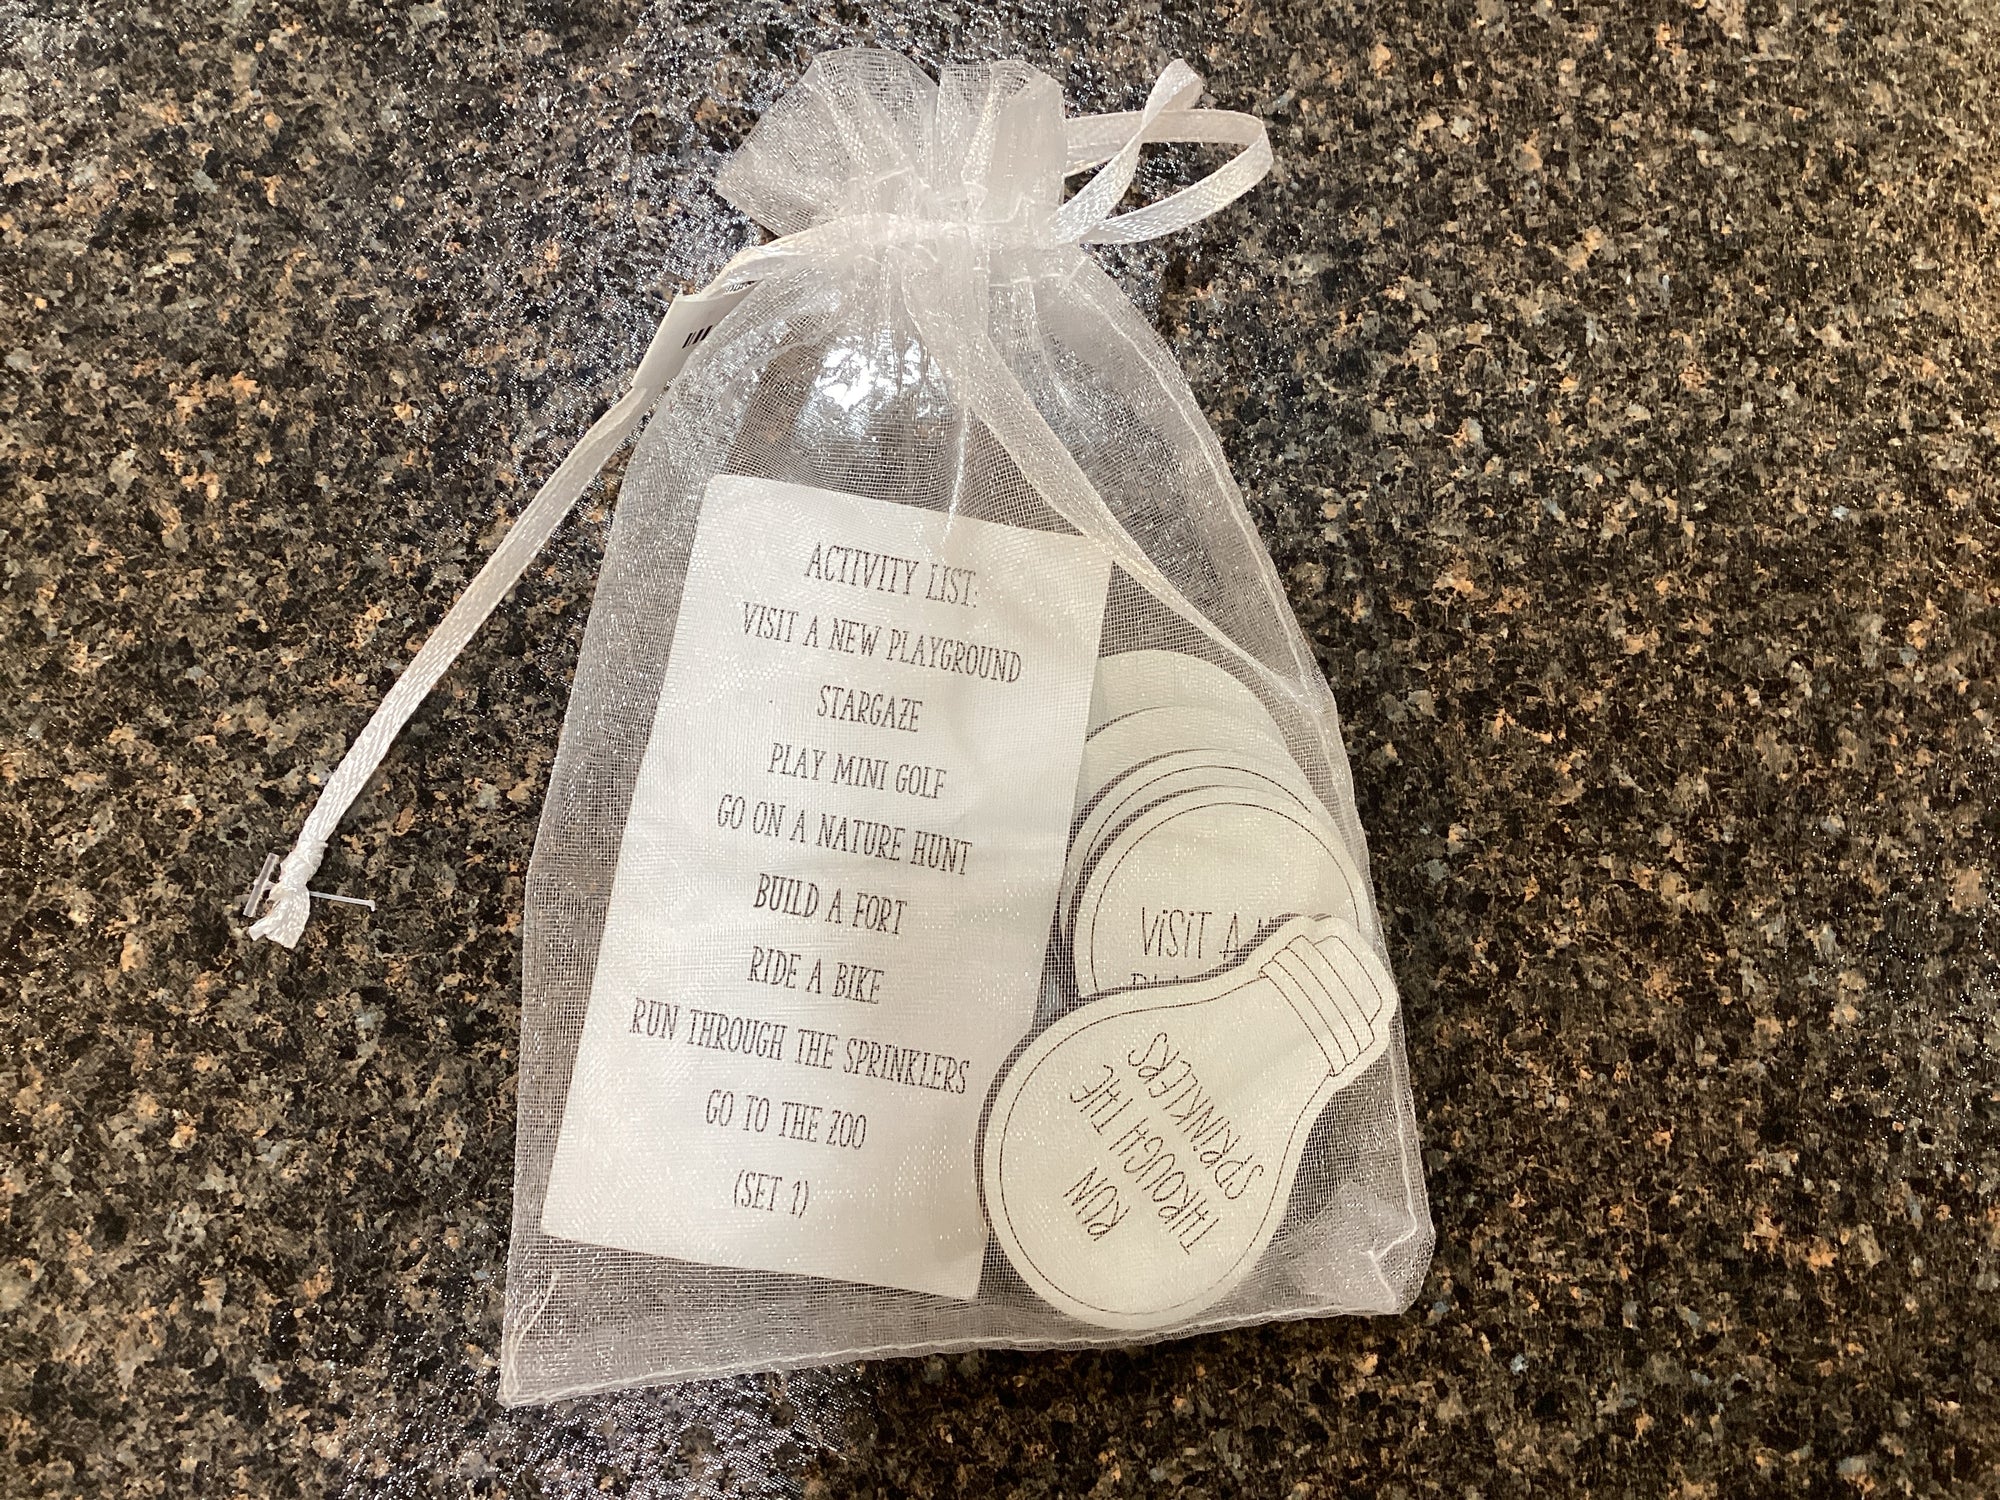 ACTIVITY LIST:
VISIT A NEW PLAYGROUND
STARGAZE
PLAY MINI GOLF
GO ON A NATURE HUNT
BUILD A FORT
RIDE A BIKE
RUN THROUGH THE SPRINKLERS
GO TO THE ZOO
(SET 1)
ViSiT A
RUN
THROUGH THE
SPRINKLERS